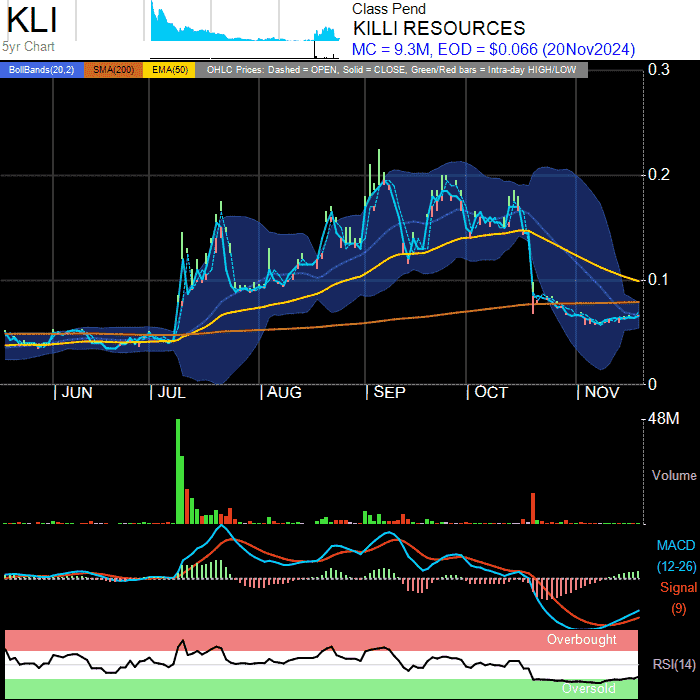 KLI
5yr Chart
Class Pend
KILLI RESOURCES
MC = 9.3M, EOD = $0.066 (20Nov2024)
BollBands(20,2) SMA(200) EMA(50) OHLC Prices: Dashed = OPEN, Solid = CLOSE, Green/Red bars = Intra-day HIGH/LOW
0.3
0.2
0.1
0
JUN JUL AUG SEP OCT NOV
48M
Volume
MACD
(12-26)
Signal
(9)
Overbought
RSI(14)
Oversold